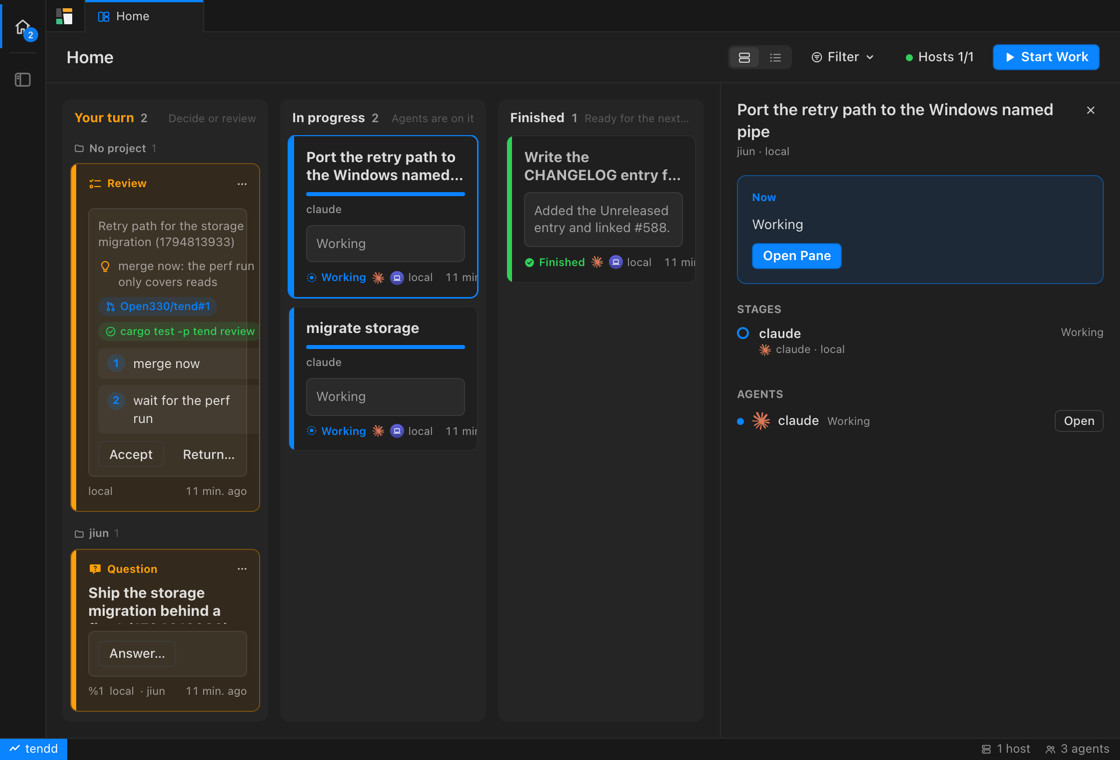 2
Home
Home
Filter
Hosts 1/1
Start Work
Your turn 2 Decide or review
No project 1
Review
...
Retry path for the storage
migration (1794813933)
merge now: the perf run
only covers reads
Open330/tend#1
cargo test -p tend review
1 merge now
2 wait for the perf
run
Accept Return...
local 11 min. ago
jiun 1
Question
...
Ship the storage
migration behind a
Answer...
%1 local · jiun 11 min. ago
In progress 2 Agents are on it
Port the retry path to
the Windows named...
claude
Working
Working local 11 min
migrate storage
claude
Working
Working local 11 min
Finished 1 Ready for the next...
Write the
CHANGELOG entry f...
Added the Unreleased
entry and linked #588.
Finished local 11 min
Port the retry path to the Windows named
pipe
jiun · local
Now
Working
Open Pane
STAGES
claude Working
claude · local
AGENTS
claude Working Open
tendd
1 host 3 agents